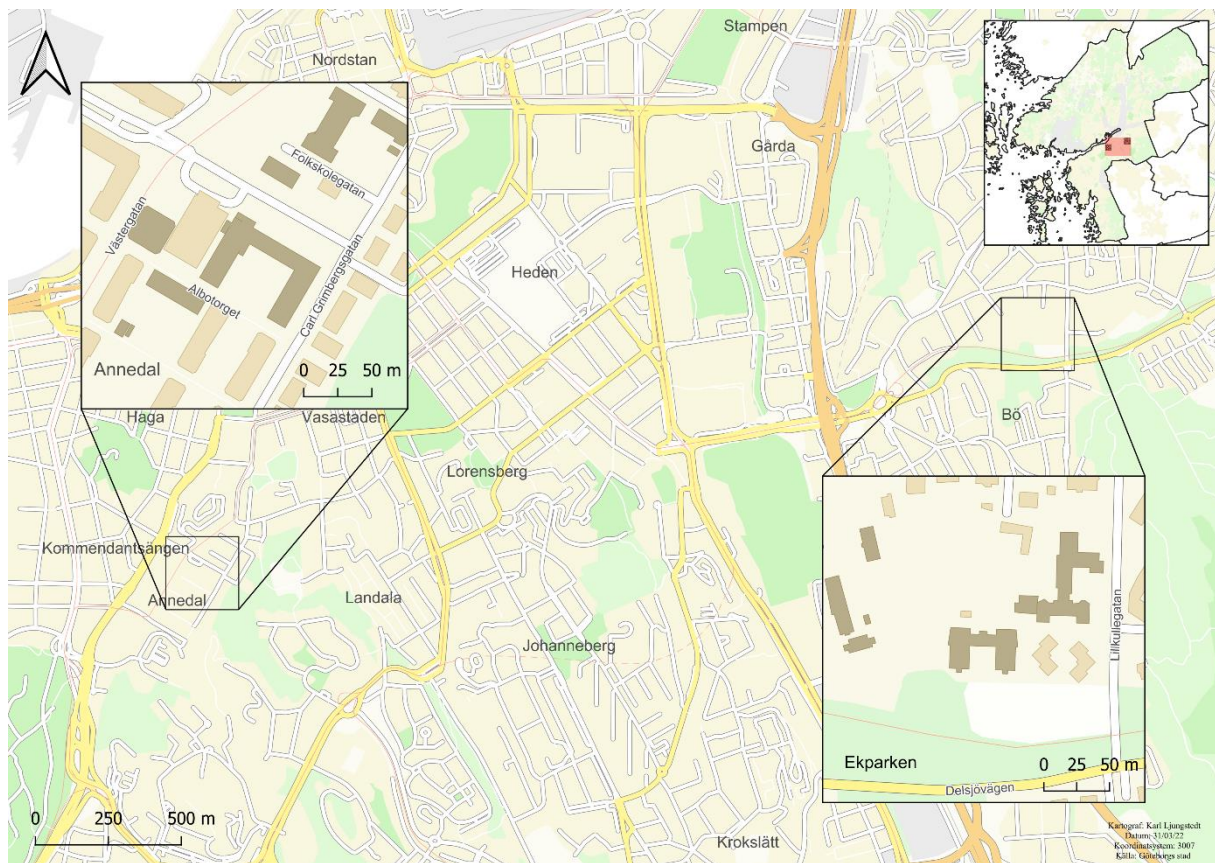 Stampen
Nordstan
Gårda
Folkskolegatan
Västergatan
Carl Grimbergsgatan
Albotorget
Annedal
0 25 50 m
Heden
Haga
Vasastaden
Bö
Lorensberg
Kommendantsängen
Annedal
Landala
Johanneberg
Lillkullegatan
Ekparken
0 25 50 m
Delsjövägen
0 250 500 m
Krokslätt
Kartograf: Karl Ljungstedt
Datum: 31/03/22
Koordinatsystem: 3007
Källa: Göteborgs stad